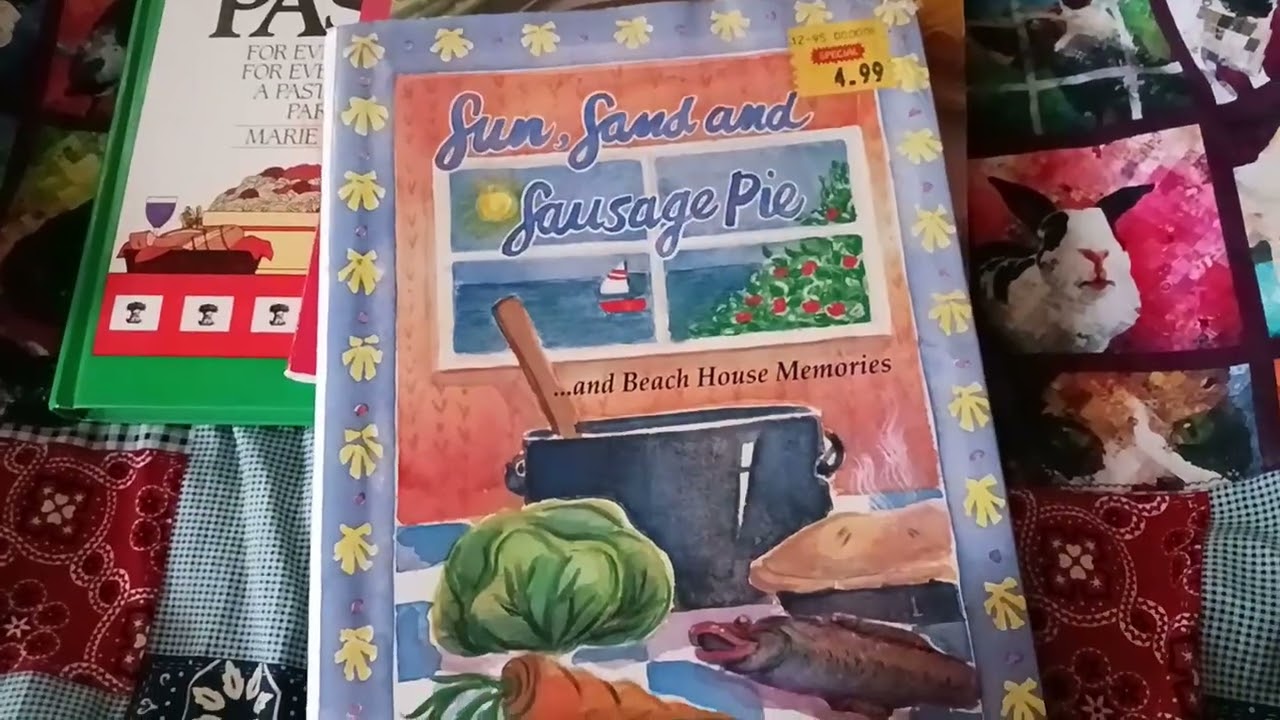 PAS
FOR EV
FOR EVE
A PAST
PAR
MARIE
12-95
SPECIAL
4.99
Sun, Sand and
Sausage Pie
...and Beach House Memories